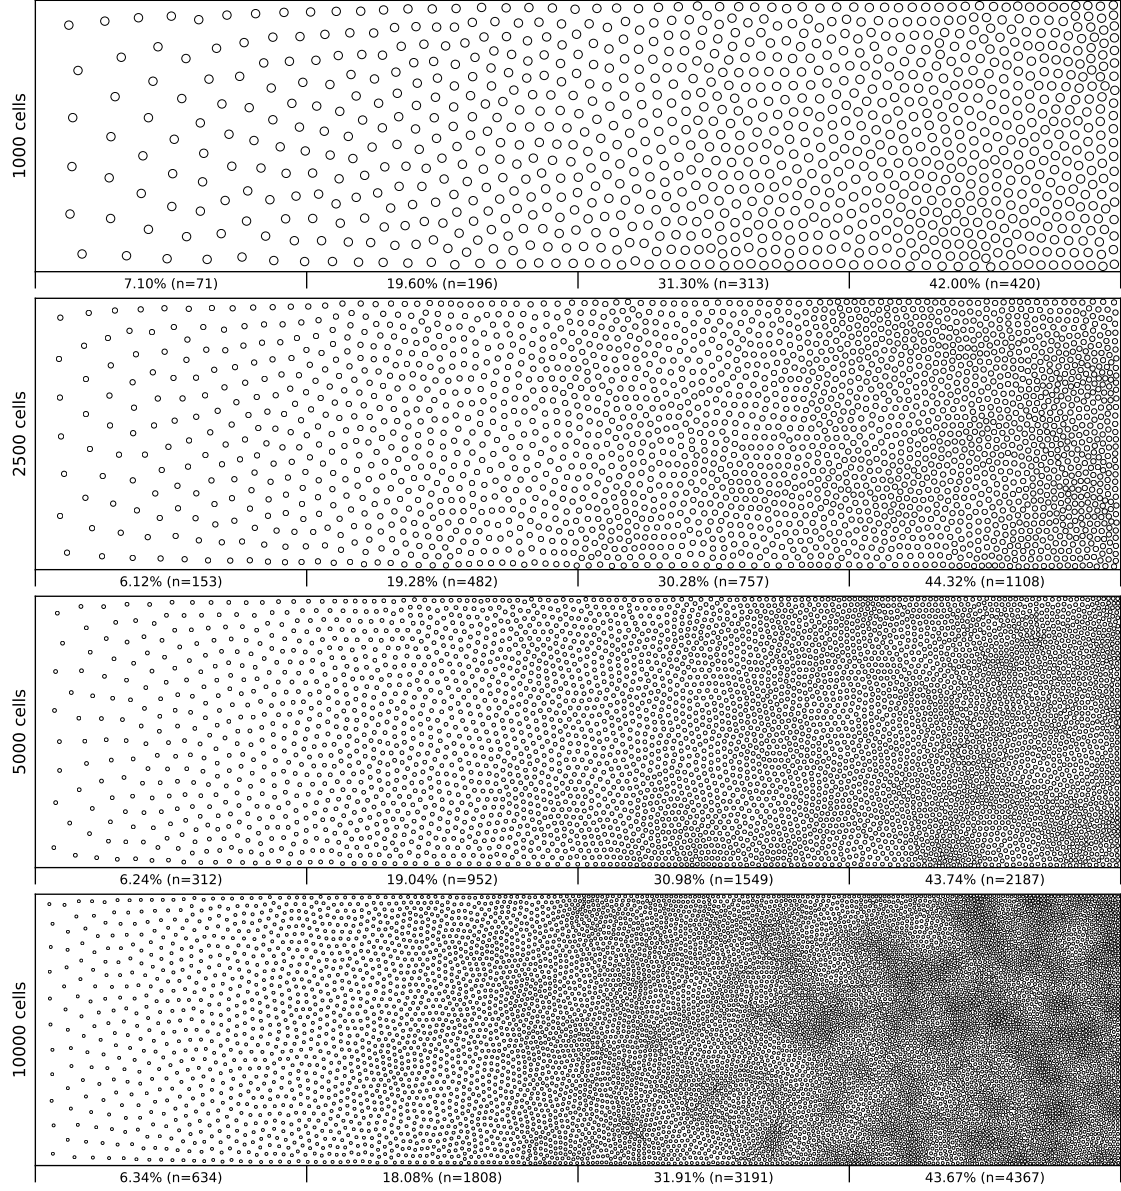 1000 cells
7.10% (n=71) 19.60% (n=196) 31.30% (n=313) 42.00% (n=420)
2500 cells
6.12% (n=153) 19.28% (n=482) 30.28% (n=757) 44.32% (n=1108)
5000 cells
6.24% (n=312) 19.04% (n=952) 30.98% (n=1549) 43.74% (n=2187)
10000 cells
6.34% (n=634) 18.08% (n=1808) 31.91% (n=3191) 43.67% (n=4367)